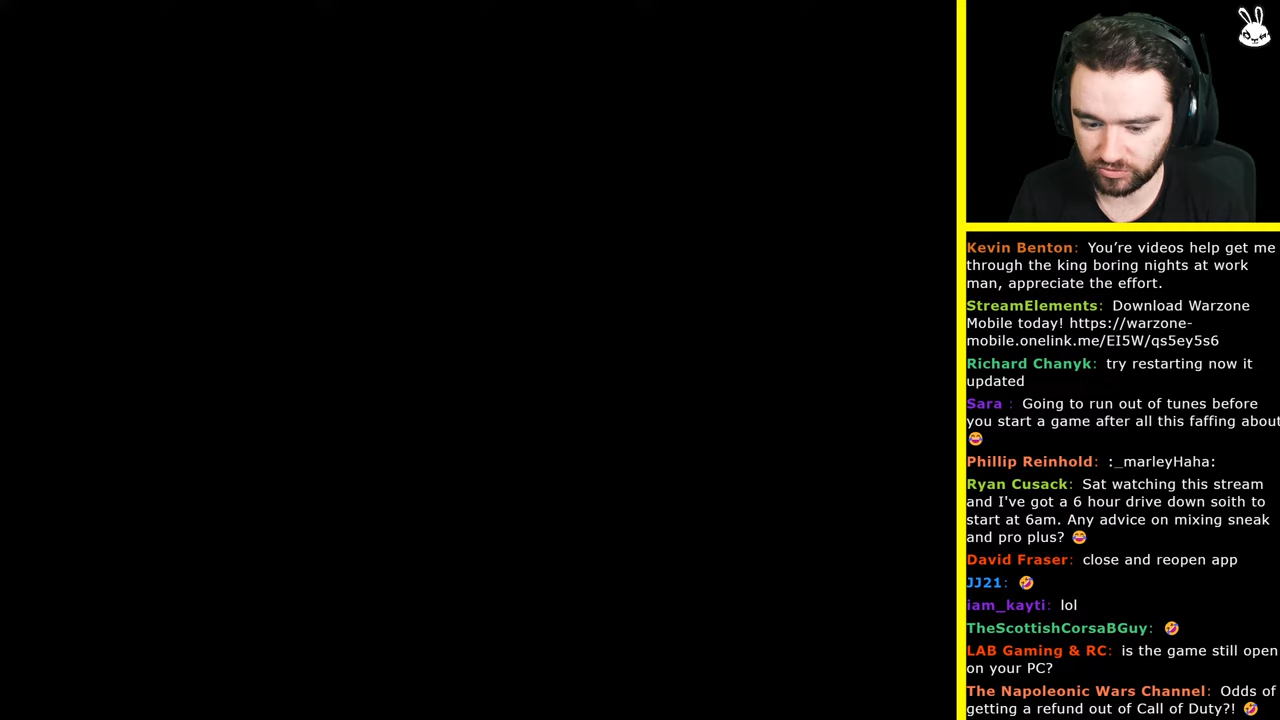 Kevin Benton: You’re videos help get me
through the king boring nights at work
man, appreciate the effort.
StreamElements: Download Warzone
Mobile today! https://warzone-
mobile.onelink.me/EI5W/qs5ey5s6
Richard Chanyk: try restarting now it
updated
Sara : Going to run out of tunes before
you start a game after all this faffing about
😂
Phillip Reinhold: :_marleyHaha:
Ryan Cusack: Sat watching this stream
and I've got a 6 hour drive down soith to
start at 6am. Any advice on mixing sneak
and pro plus? 😂
David Fraser: close and reopen app
JJ21: 🤣
iam_kayti: lol
TheScottishCorsaBGuy: 🤣
LAB Gaming & RC: is the game still open
on your PC?
The Napoleonic Wars Channel: Odds of
getting a refund out of Call of Duty?! 🤣